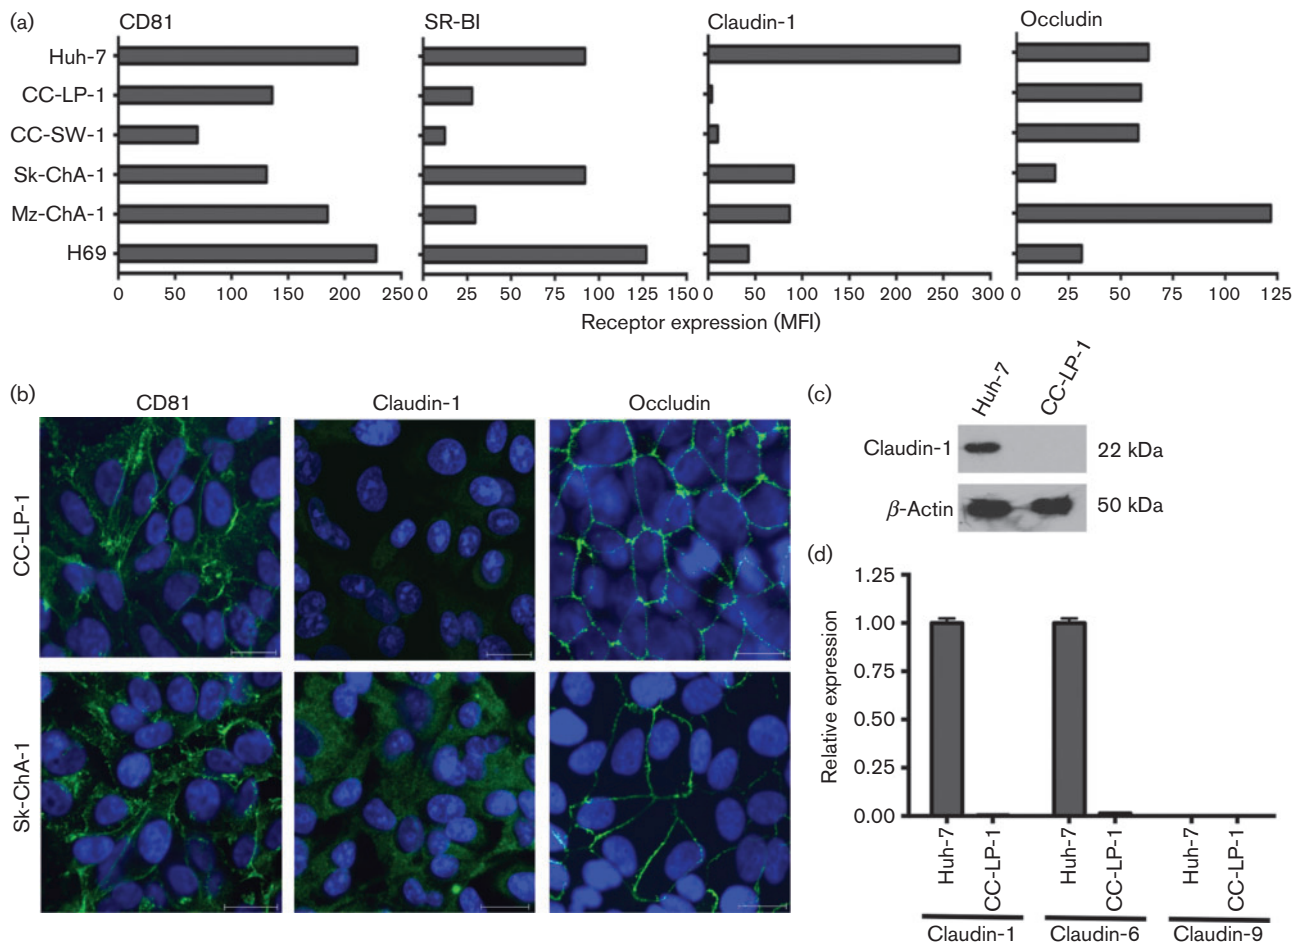 (a)
CD81
SR-BI
Claudin-1
Occludin
Huh-7
CC-LP-1
CC-SW-1
Sk-ChA-1
Mz-ChA-1
H69
0 50 100 150 200 250
0 25 50 75 100 125 150
0 50 100 150 200 250 300
0 25 50 75 100 125
Receptor expression (MFI)
(b)
CD81
Claudin-1
Occludin
CC-LP-1
Sk-ChA-1
(c)
Huh-7
CC-LP-1
Claudin-1
22 kDa
β-Actin
50 kDa
(d)
Relative expression
1.25
1.00
0.75
0.50
0.25
0.00
Huh-7
CC-LP-1
Huh-7
CC-LP-1
Huh-7
CC-LP-1
Claudin-1
Claudin-6
Claudin-9